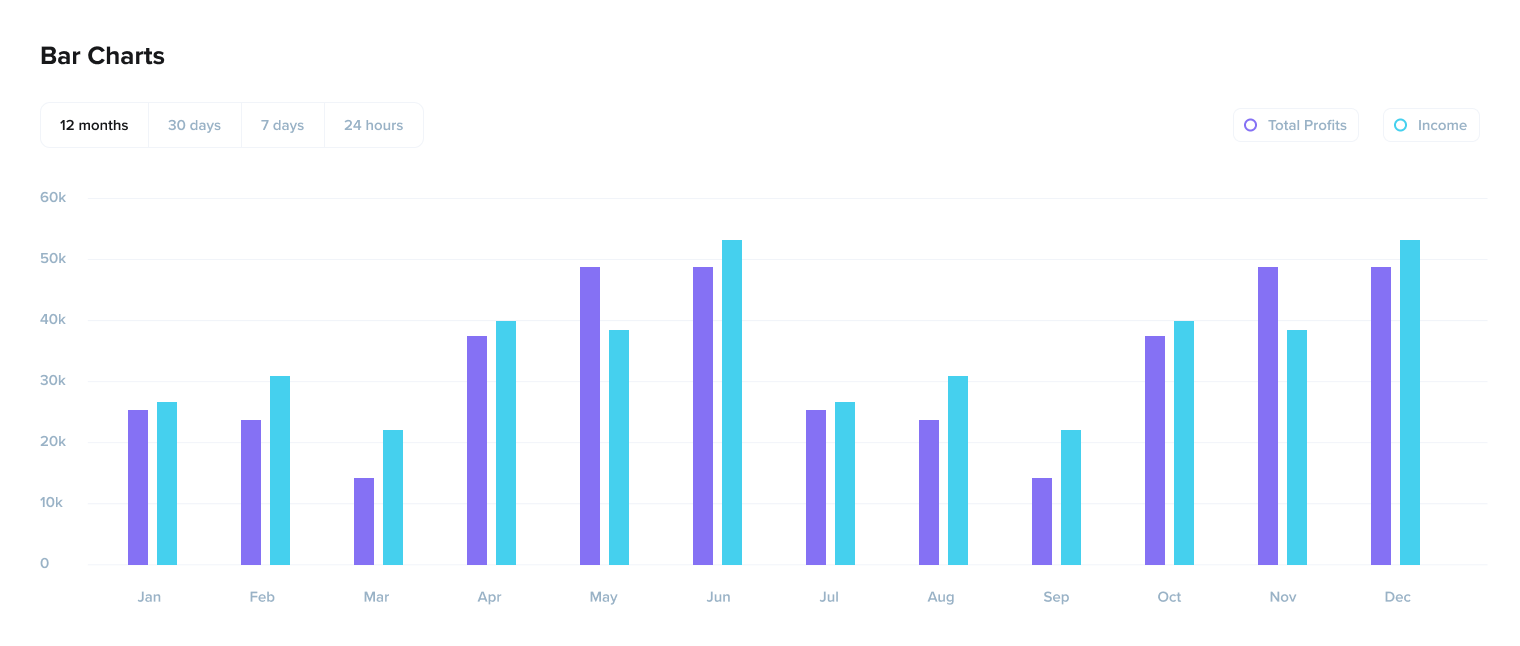 Bar Charts
12 months 30 days 7 days 24 hours Total Profits Income
60k
50k
40k
30k
20k
10k
0
Jan Feb Mar Apr May Jun Jul Aug Sep Oct Nov Dec